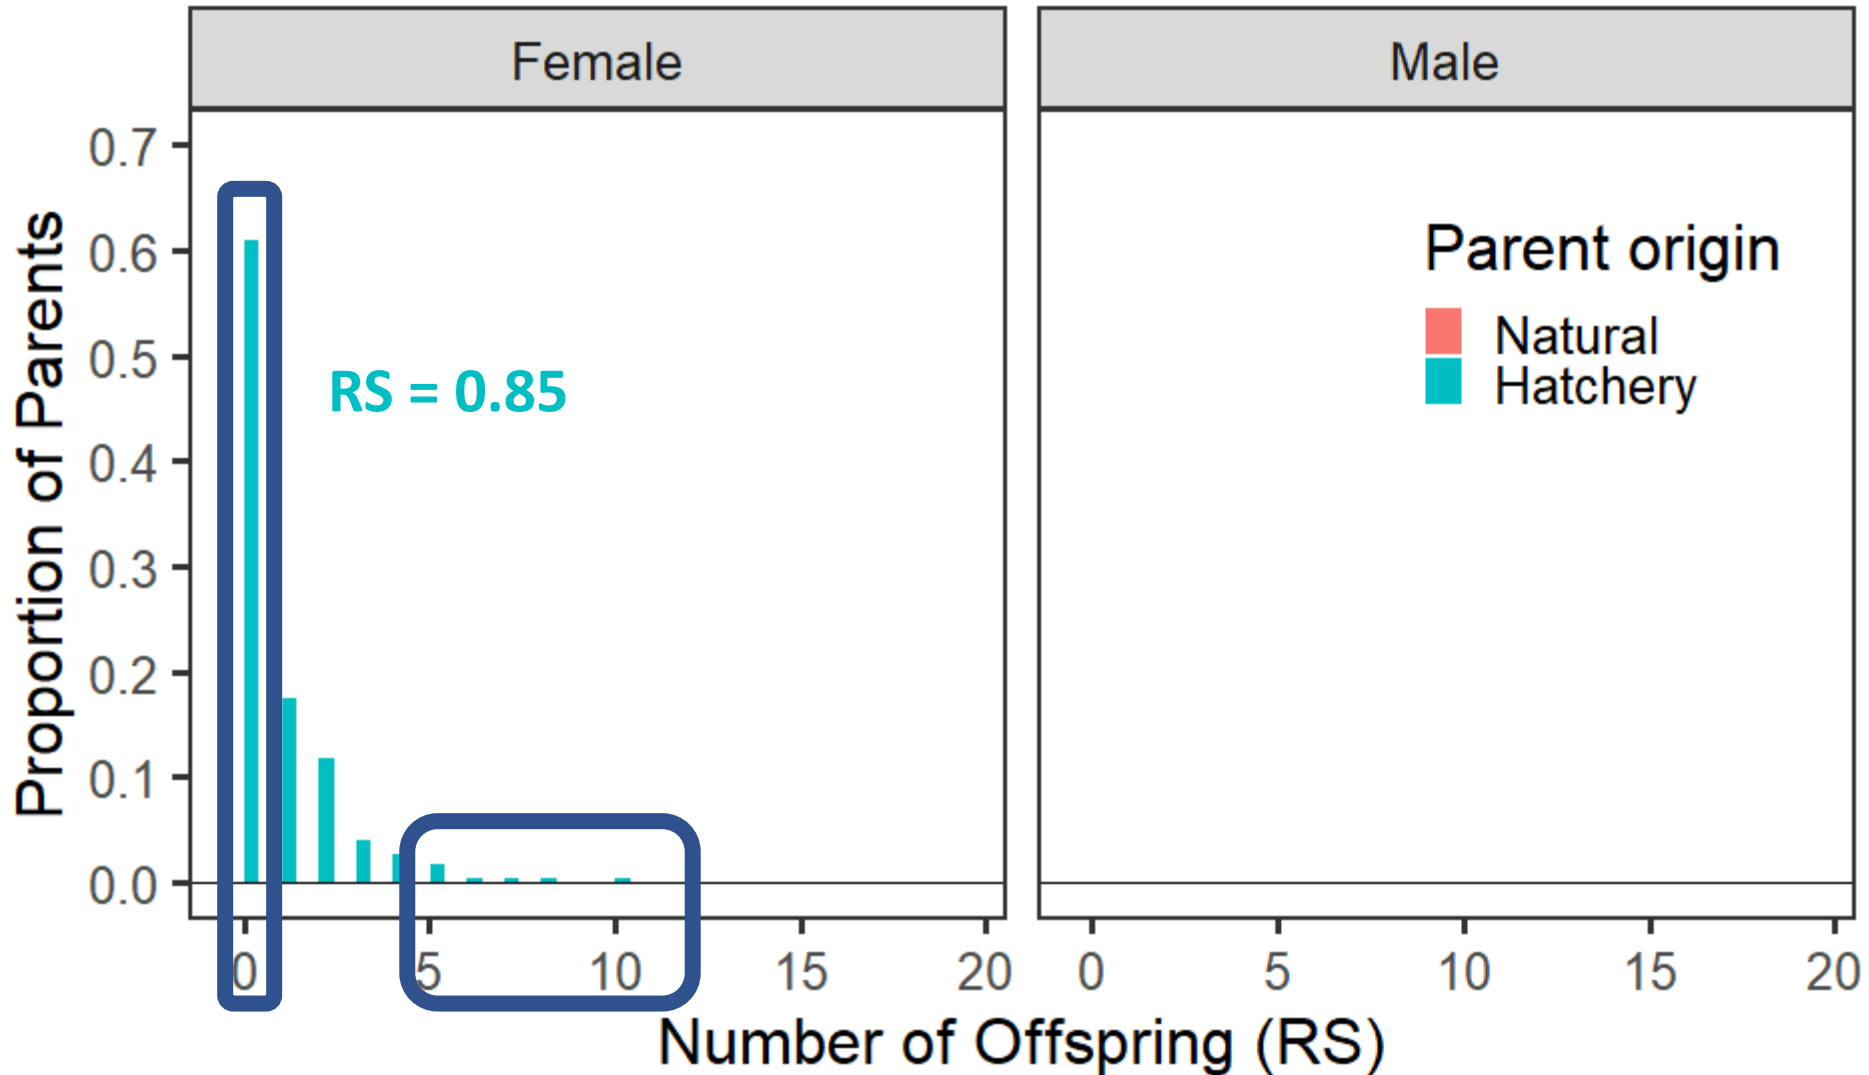 Female
Male
0.7
0.6
0.5
0.4
0.3
0.2
0.1
0.0
Proportion of Parents
RS = 0.85
Parent origin
Natural
Hatchery
0 5 10 15 20
0 5 10 15 20
Number of Offspring (RS)